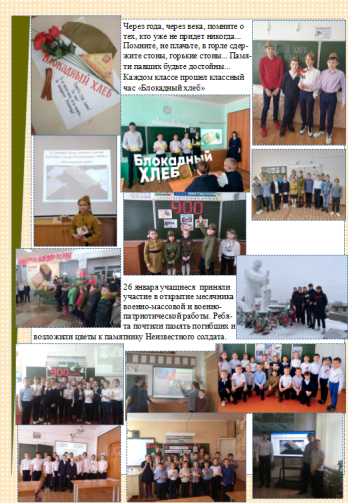 Через года, через века, помните о
тех, кто уже не придет никогда...
Помните, не плачьте, в горле сдер-
жите стоны, горькие стоны... Памя-
ти павших будьте достойны...
Каждом классе прошел классный
час «Блокадный хлеб»
БЛОКАДНЫЙ ХЛЕБ
Блокадный
ХЛЕБ
900
900
26 января учащиеся приняли
участие в открытие месячника
военно-массовой и военно-
патриотической работы. Ребя-
та почтили память погибших и
возложили цветы к памятнику Неизвестного солдата.